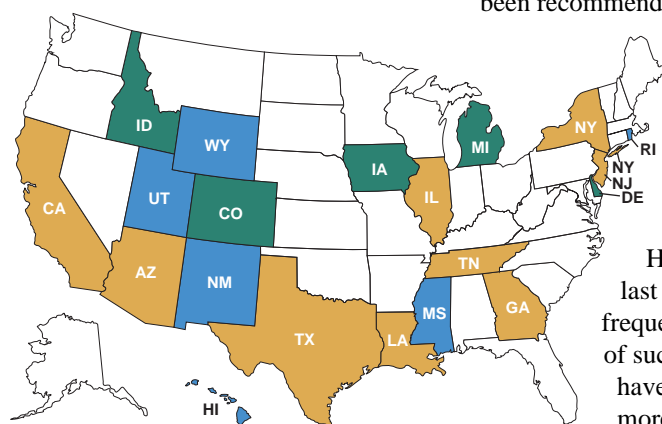 been recommend
ID
WY
MI
NY
RI
NY
NJ
DE
IA
UT
CO
IL
CA
AZ
NM
TN
MS
GA
TX
LA
HI
H
last
freque
of suc
have
more